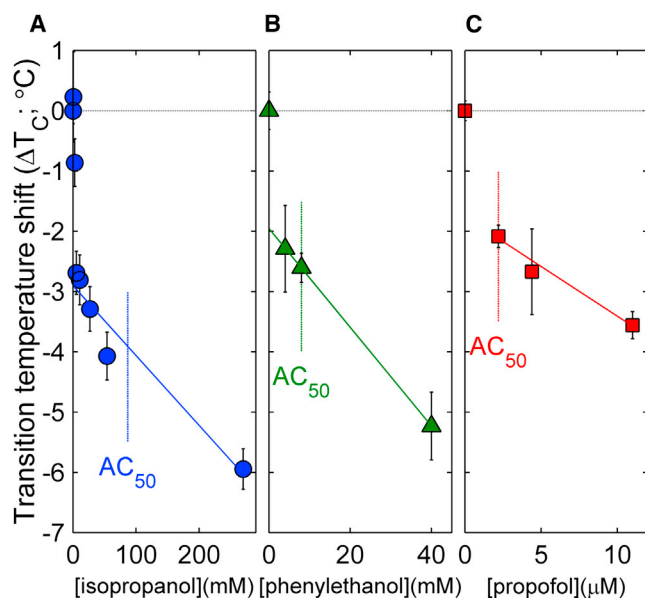 A
B
C
Transition temperature shift (ΔT_C; °C)
1
0
-1
-2
-3
-4
-5
-6
-7
AC50
AC50
AC50
0
100
200
0
20
40
0
5
10
[isopropanol](mM)
[phenylethanol](mM)
[propofol](μM)